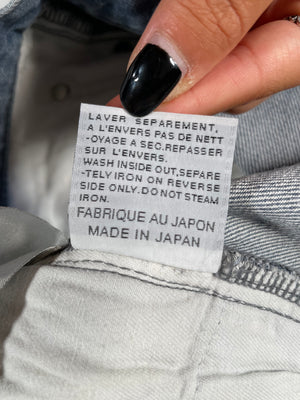 LAVER SEPAREMENT,
A L'ENVERS PAS DE NETT
-OYAGE A SEC.REPASSER
SUR L'ENVERS.
WASH INSIDE OUT,SEPARE
-TELY IRON ON REVERSE
SIDE ONLY.DO NOT STEAM
IRON.
FABRIQUE AU JAPON
MADE IN JAPAN